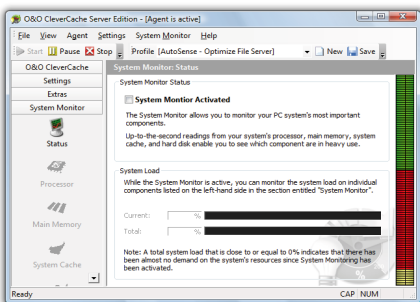 O&O CleverCache Server Edition - [Agent is active]
File View Agent Settings System Monitor Help
Start Pause Stop Profile [AutoSense - Optimize File Server] New Save
O&O CleverCache
Settings
Extras
System Monitor
Status
Processor
Main Memory
System Cache
System Monitor: Status
System Monitor Status
System Montior Activated
The System Monitor allows you to monitor your PC system's most important
components.
Up-to-the-second readings from your system's processor, main memory, system
cache, and hard disk enable you to see which component are in heavy use.
System Load
While the System Monitor is active, you can monitor the system load on individual
components listed on the left-hand side in the section entitled "System Monitor".
Current: %
Total: %
Note: A total system load that is close to or equal to 0% indicates that there has
been almost no demand on the system's resources since System Monitoring has
been activated.
%
Ready CAP NUM